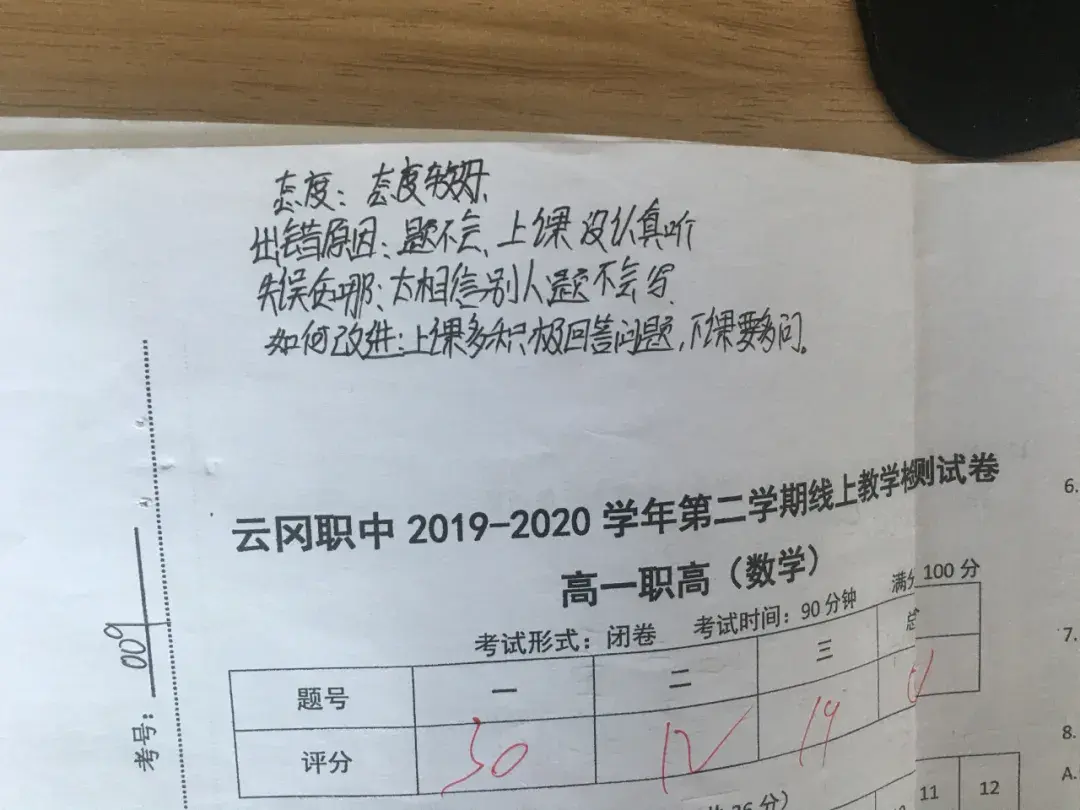 态度：态度较好.
出错原因：题不会、上课没认真听
失误在哪：太相信别人题不会写.
如何改进：上课多积极回答问题，下课要多问。
云冈职中 2019-2020 学年第二学期线上教学检测试卷
高一职高（数学）
考试形式：闭卷 考试时间：90 分钟 满分 100 分
题号 一 二 三 总
评分 30 12 19
考号： 009
6.
7.
8.
A.
11 12